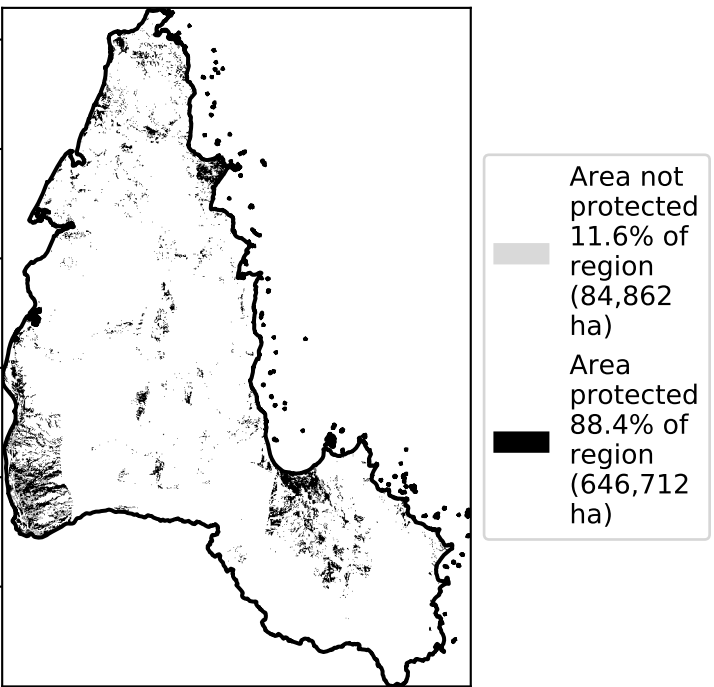 Area not
protected
11.6% of
region
(84,862
ha)
Area
protected
88.4% of
region
(646,712
ha)